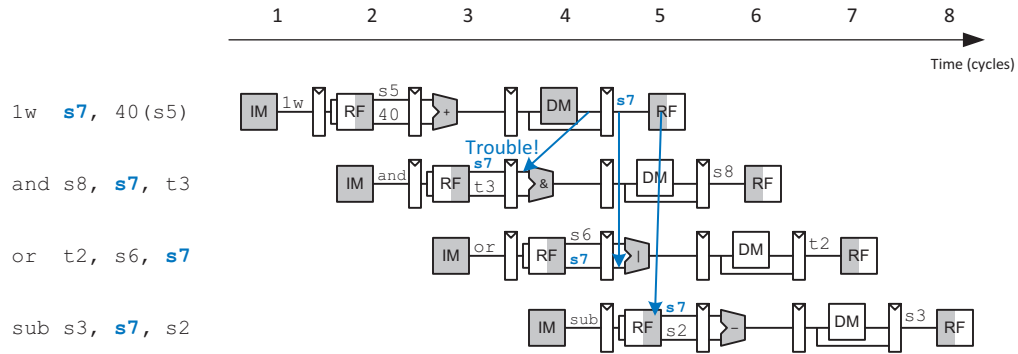 1 2 3 4 5 6 7 8
Time (cycles)
lw s7, 40(s5) IM lw RF s5 40 + DM s7 RF
Trouble!
and s8, s7, t3 IM and RF s7 t3 & DM s8 RF
or t2, s6, s7 IM or RF s6 s7 | DM t2 RF
sub s3, s7, s2 IM sub RF s7 s2 - DM s3 RF